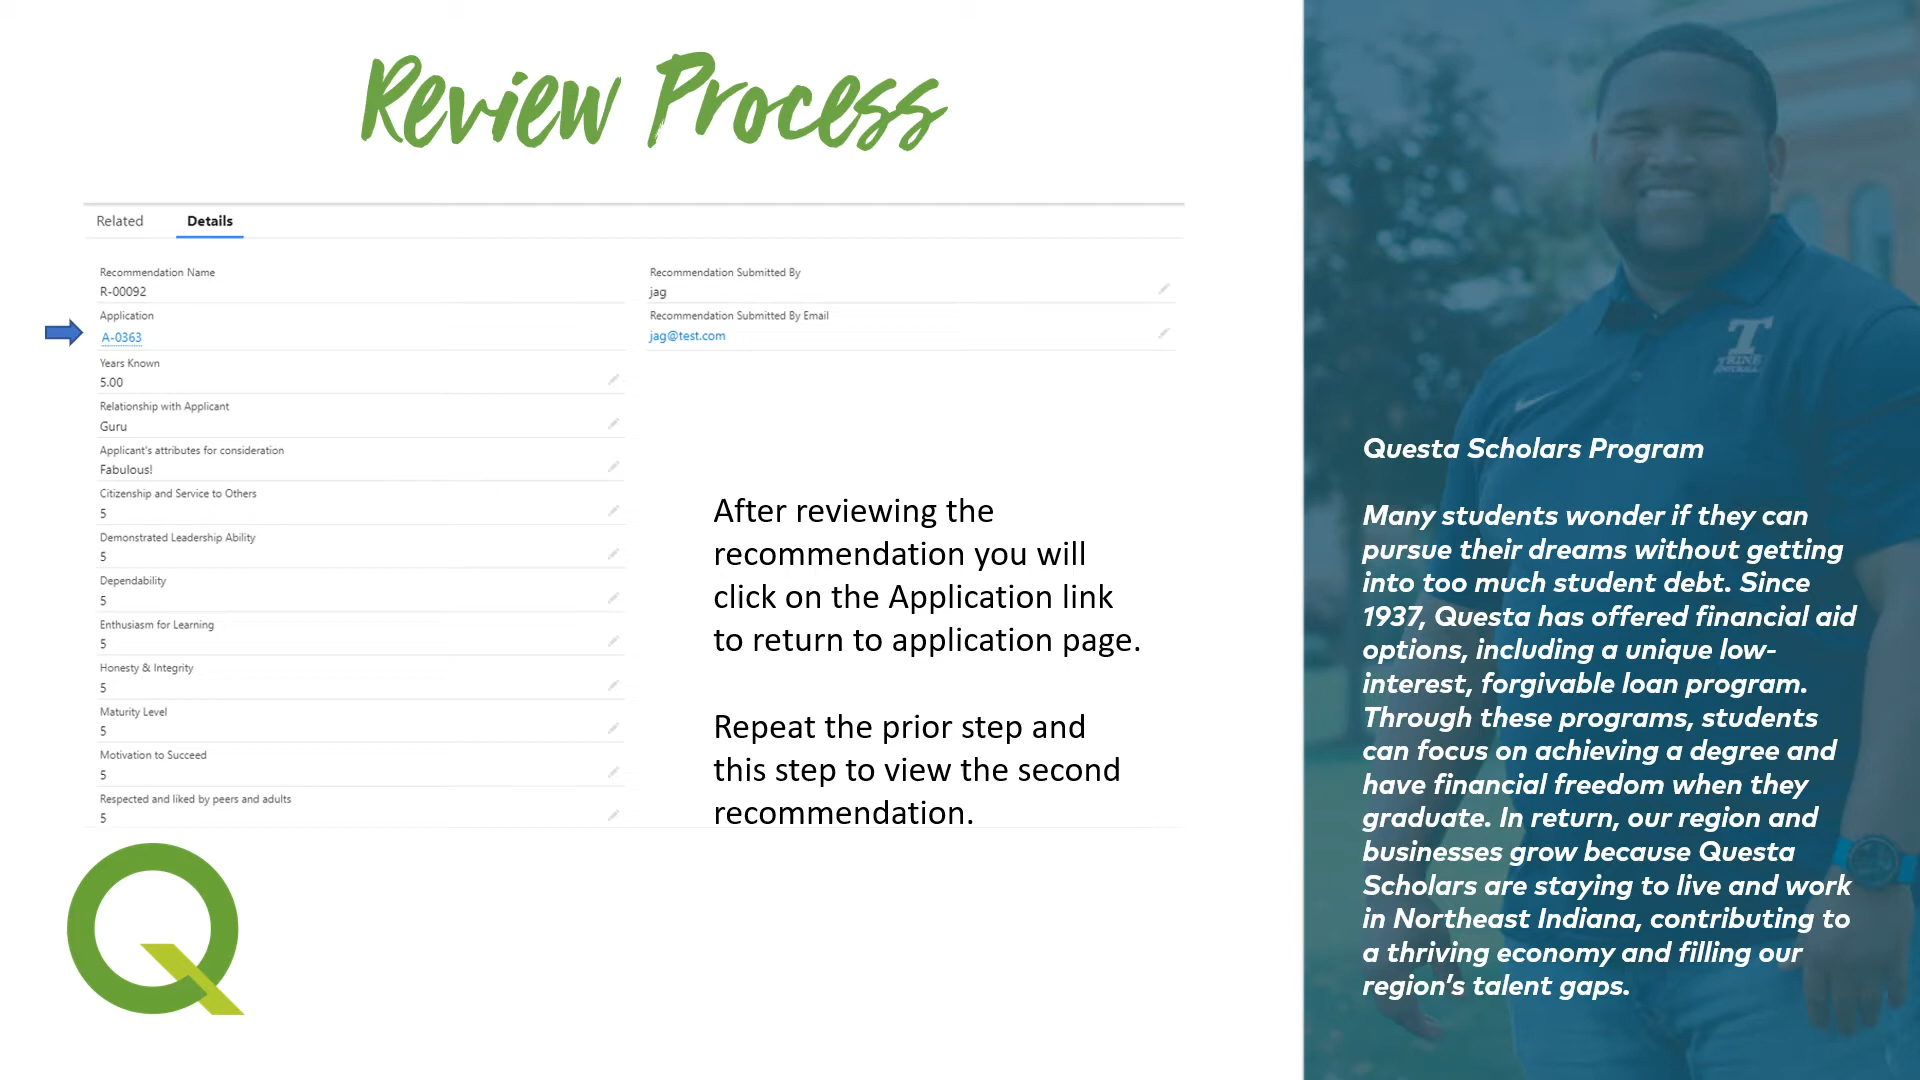 Review Process
Related Details
Recommendation Name
R-00092
Application
A-0363
Years Known
5.00
Relationship with Applicant
Guru
Applicant's attributes for consideration
Fabulous!
Citizenship and Service to Others
5
Demonstrated Leadership Ability
5
Dependability
5
Enthusiasm for Learning
5
Honesty & Integrity
5
Maturity Level
5
Motivation to Succeed
5
Respected and liked by peers and adults
5
Recommendation Submitted By
jag
Recommendation Submitted By Email
jag@test.com
After reviewing the
recommendation you will
click on the Application link
to return to application page.
Repeat the prior step and
this step to view the second
recommendation.
T
TRINE
FOOTBALL
Questa Scholars Program
Many students wonder if they can
pursue their dreams without getting
into too much student debt. Since
1937, Questa has offered financial aid
options, including a unique low-
interest, forgivable loan program.
Through these programs, students
can focus on achieving a degree and
have financial freedom when they
graduate. In return, our region and
businesses grow because Questa
Scholars are staying to live and work
in Northeast Indiana, contributing to
a thriving economy and filling our
region's talent gaps.